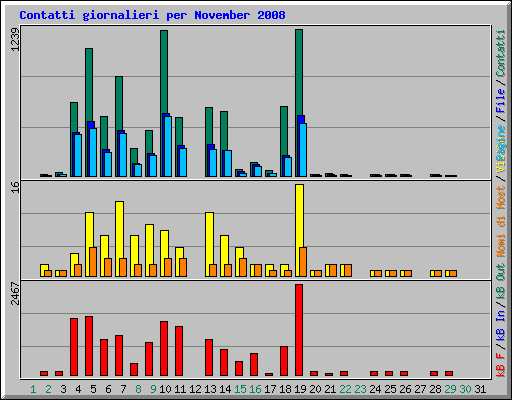 Contatti giornalieri per November 2008
1239
16
2467
kB F / kB In / kB Out Nomi di Host / Pagine / File / Contatti
1 2 3 4 5 6 7 8 9 10 11 12 13 14 15 16 17 18 19 20 21 22 23 24 25 26 27 28 29 30 31